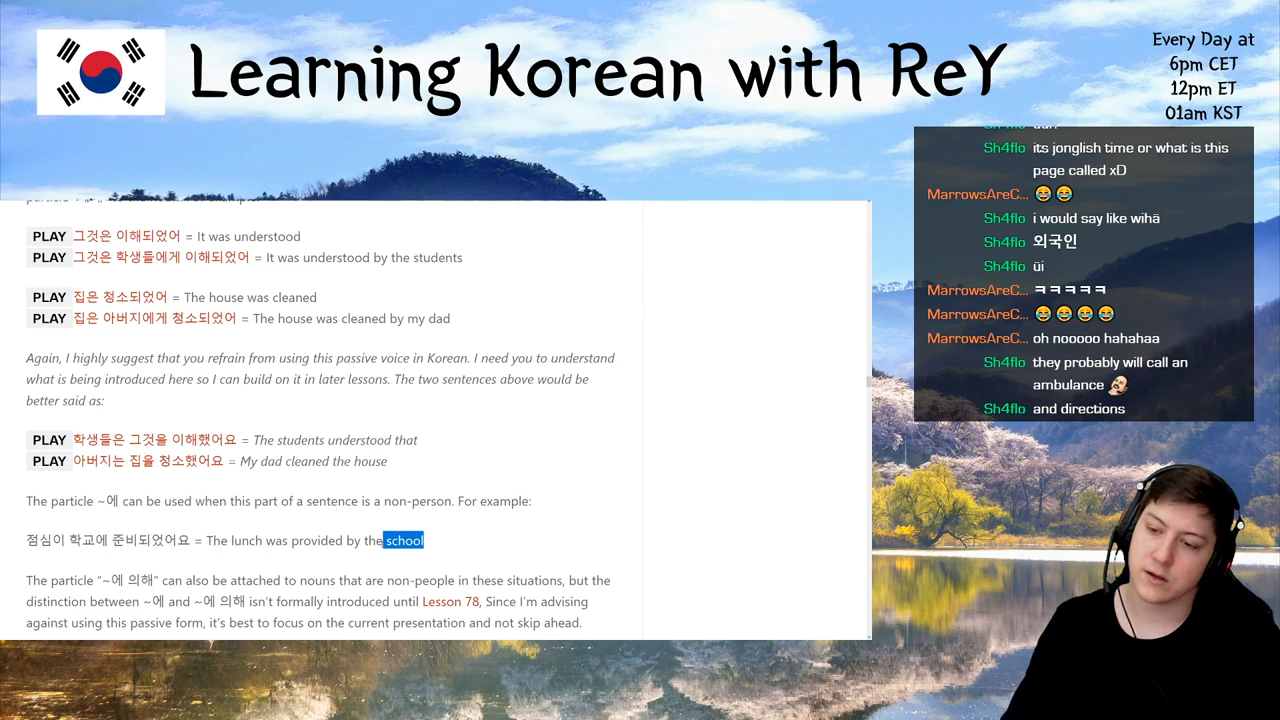 Learning Korean with ReY
Every Day at
6pm CET
12pm ET
01am KST
PLAY 그것은 이해되었어 = It was understood
PLAY 그것은 학생들에게 이해되었어 = It was understood by the students
PLAY 집은 청소되었어 = The house was cleaned
PLAY 집은 아버지에게 청소되었어 = The house was cleaned by my dad
Again, I highly suggest that you refrain from using this passive voice in Korean. I need you to understand
what is being introduced here so I can build on it in later lessons. The two sentences above would be
better said as:
PLAY 학생들은 그것을 이해했어요 = The students understood that
PLAY 아버지는 집을 청소했어요 = My dad cleaned the house
The particle ~에 can be used when this part of a sentence is a non-person. For example:
점심이 학교에 준비되었어요 = The lunch was provided by the school
The particle “~에 의해” can also be attached to nouns that are non-people in these situations, but the
distinction between ~에 and ~에 의해 isn’t formally introduced until Lesson 78, Since I’m advising
against using this passive form, it’s best to focus on the current presentation and not skip ahead.
Sh4flo its jonglish time or what is this
page called xD
MarrowsAreC... 😂 😂
Sh4flo i would say like wihä
Sh4flo 외국인
Sh4flo üi
MarrowsAreC... ㅋㅋㅋㅋㅋ
MarrowsAreC... 😂 😂 😂 😂
MarrowsAreC... oh nooooo hahahaa
Sh4flo they probably will call an
ambulance
Sh4flo and directions